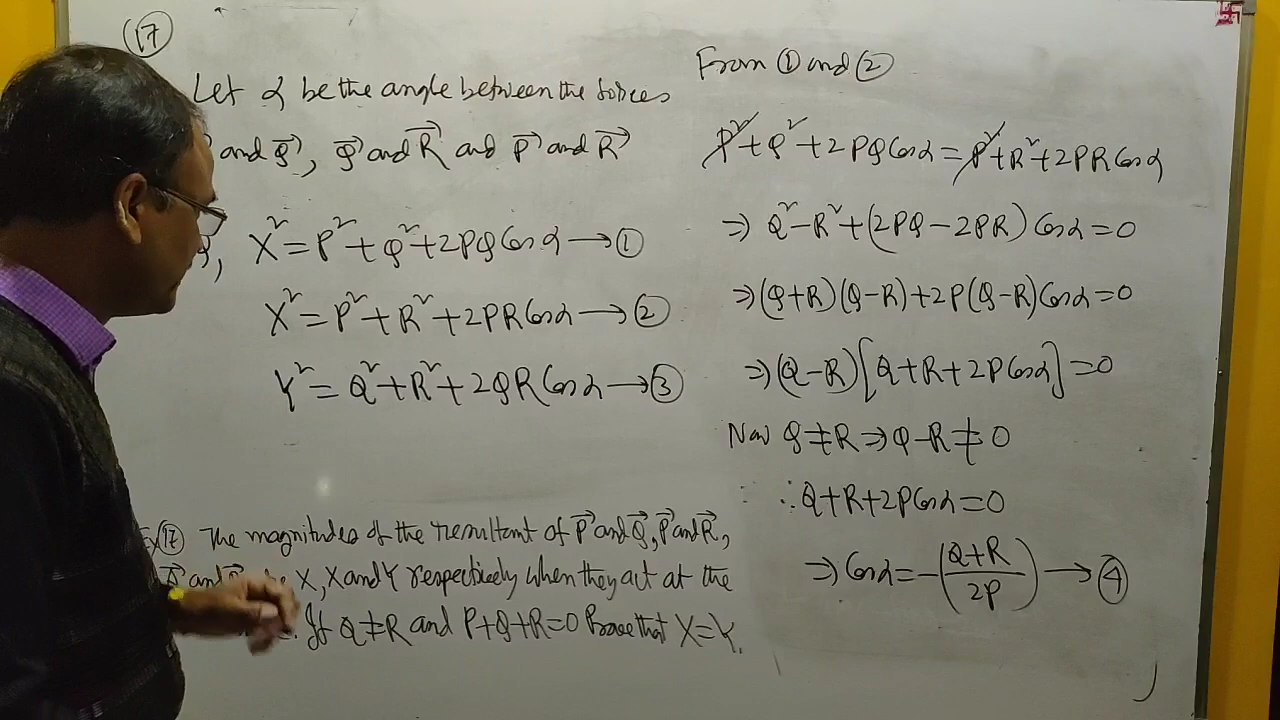 17
Let α be the angle between the forces
and Q⃗, Q⃗ and R⃗ and P⃗ and R⃗
X² = P² + Q² + 2PQ Cos α → ①
X² = P² + R² + 2PR Cos α → ②
Y² = Q² + R² + 2QR Cos α → ③
17 The magnitudes of the resultant of P⃗ and Q⃗, P⃗ and R⃗,
and X, X and Y respectively when they act at the
If Q ≠ R and P+Q+R=0 Prove that X=Y.
From ① and ②
P² + Q² + 2PQ Cos α = P² + R² + 2PR Cos α
⇒ Q² − R² + (2PQ − 2PR) Cos α = 0
⇒ (Q+R)(Q−R) + 2P(Q−R) Cos α = 0
⇒ (Q−R)[Q+R+2P Cos α] = 0
Now Q ≠ R ⇒ Q−R ≠ 0
∴ Q+R+2P Cos α = 0
⇒ Cos α = −(Q+R/2P) → ④